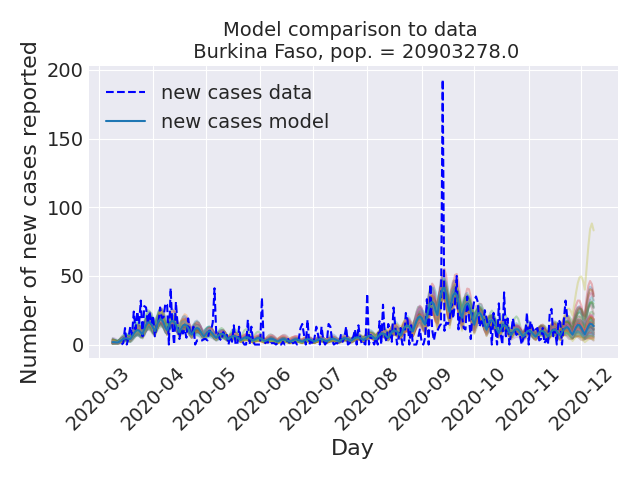 Model comparison to data
Burkina Faso, pop. = 20903278.0
Number of new cases reported
200
150
100
50
0
new cases data
new cases model
2020-03
2020-04
2020-05
2020-06
2020-07
2020-08
2020-09
2020-10
2020-11
2020-12
Day